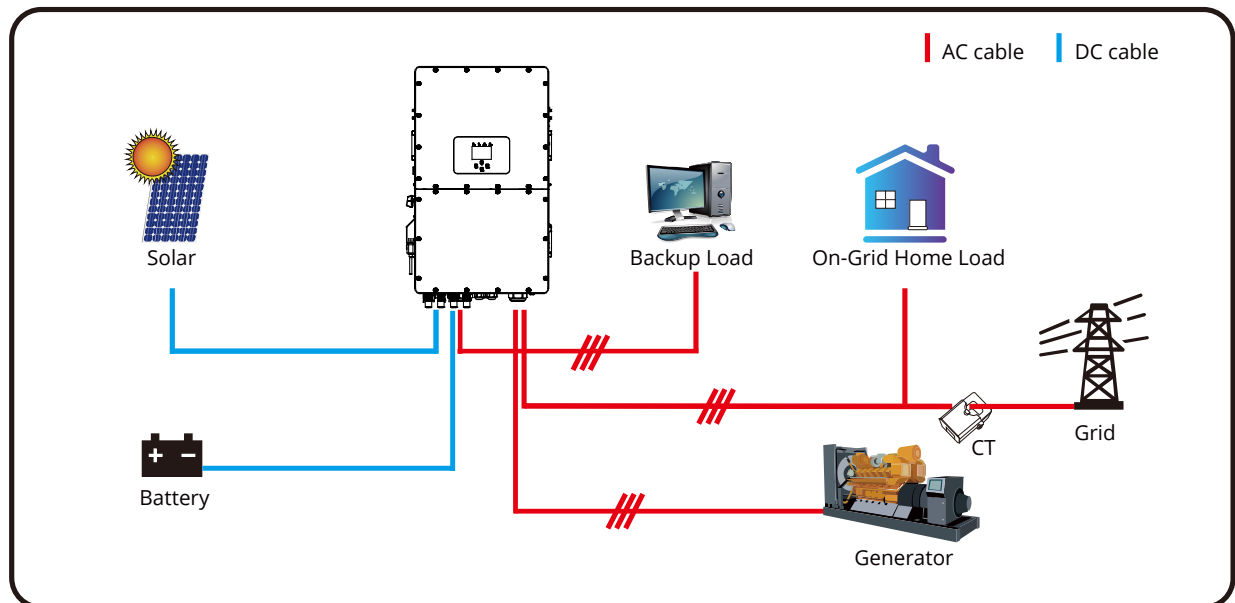 AC cable
DC cable
Solar
Backup Load
On-Grid Home Load
CT
Grid
+ −
Battery
Generator